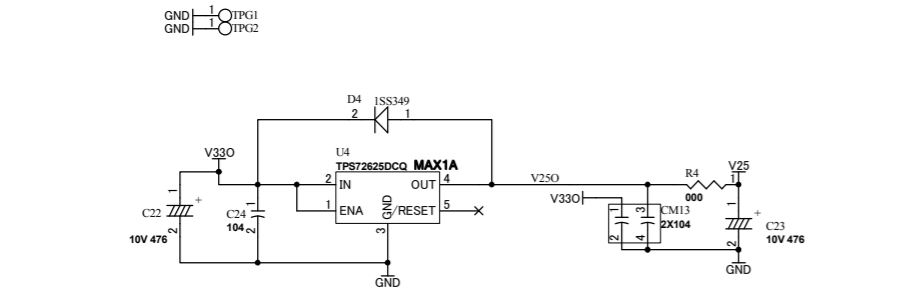 GND 1 TPG1
GND 1 TPG2
D4 1SS349
2 1
U4
V33O TPS72625DCQ MAX1A
2 IN OUT 4 V25O R4 1 V25
V33O 000
1 ENA GND /RESET 5
1 + C22 2
10V 476
1 C24 2
104
3
GND
1 3 CM13
2 4 2X104
1 + C23 2
10V 476
GND